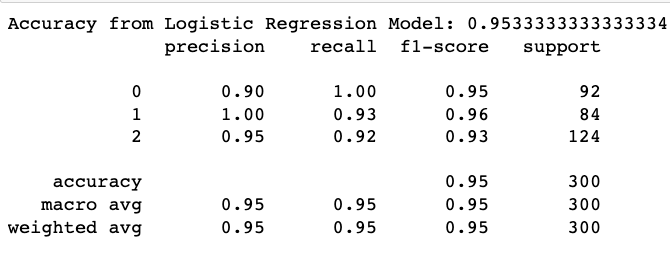 Accuracy from Logistic Regression Model: 0.9533333333333334
precision recall f1-score support
0 0.90 1.00 0.95 92
1 1.00 0.93 0.96 84
2 0.95 0.92 0.93 124
accuracy 0.95 300
macro avg 0.95 0.95 0.95 300
weighted avg 0.95 0.95 0.95 300